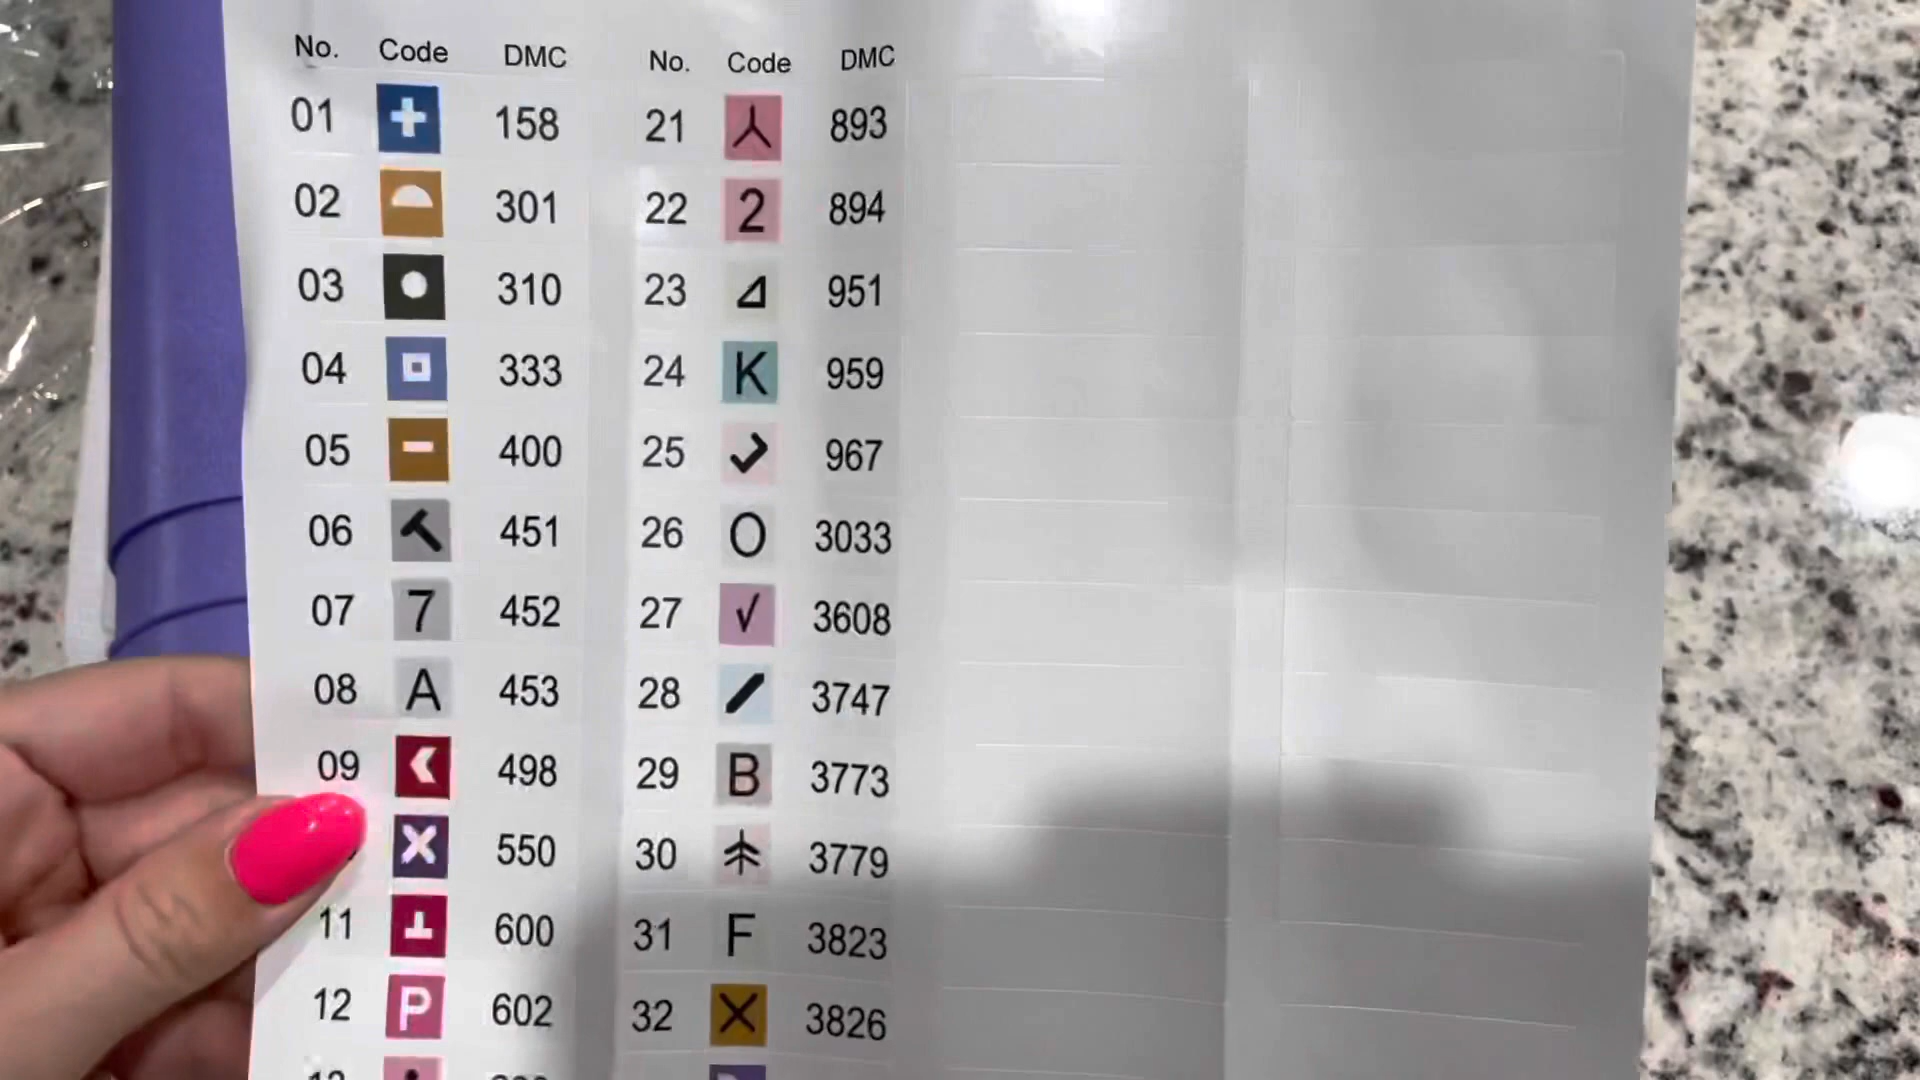 No. Code DMC No. Code DMC
01 158 21 893
02 301 22 2 894
03 310 23 951
04 333 24 K 959
05 400 25 967
06 451 26 O 3033
07 7 452 27 √ 3608
08 A 453 28 3747
09 498 29 B 3773
550 30 3779
11 600 31 F 3823
12 P 602 32 3826